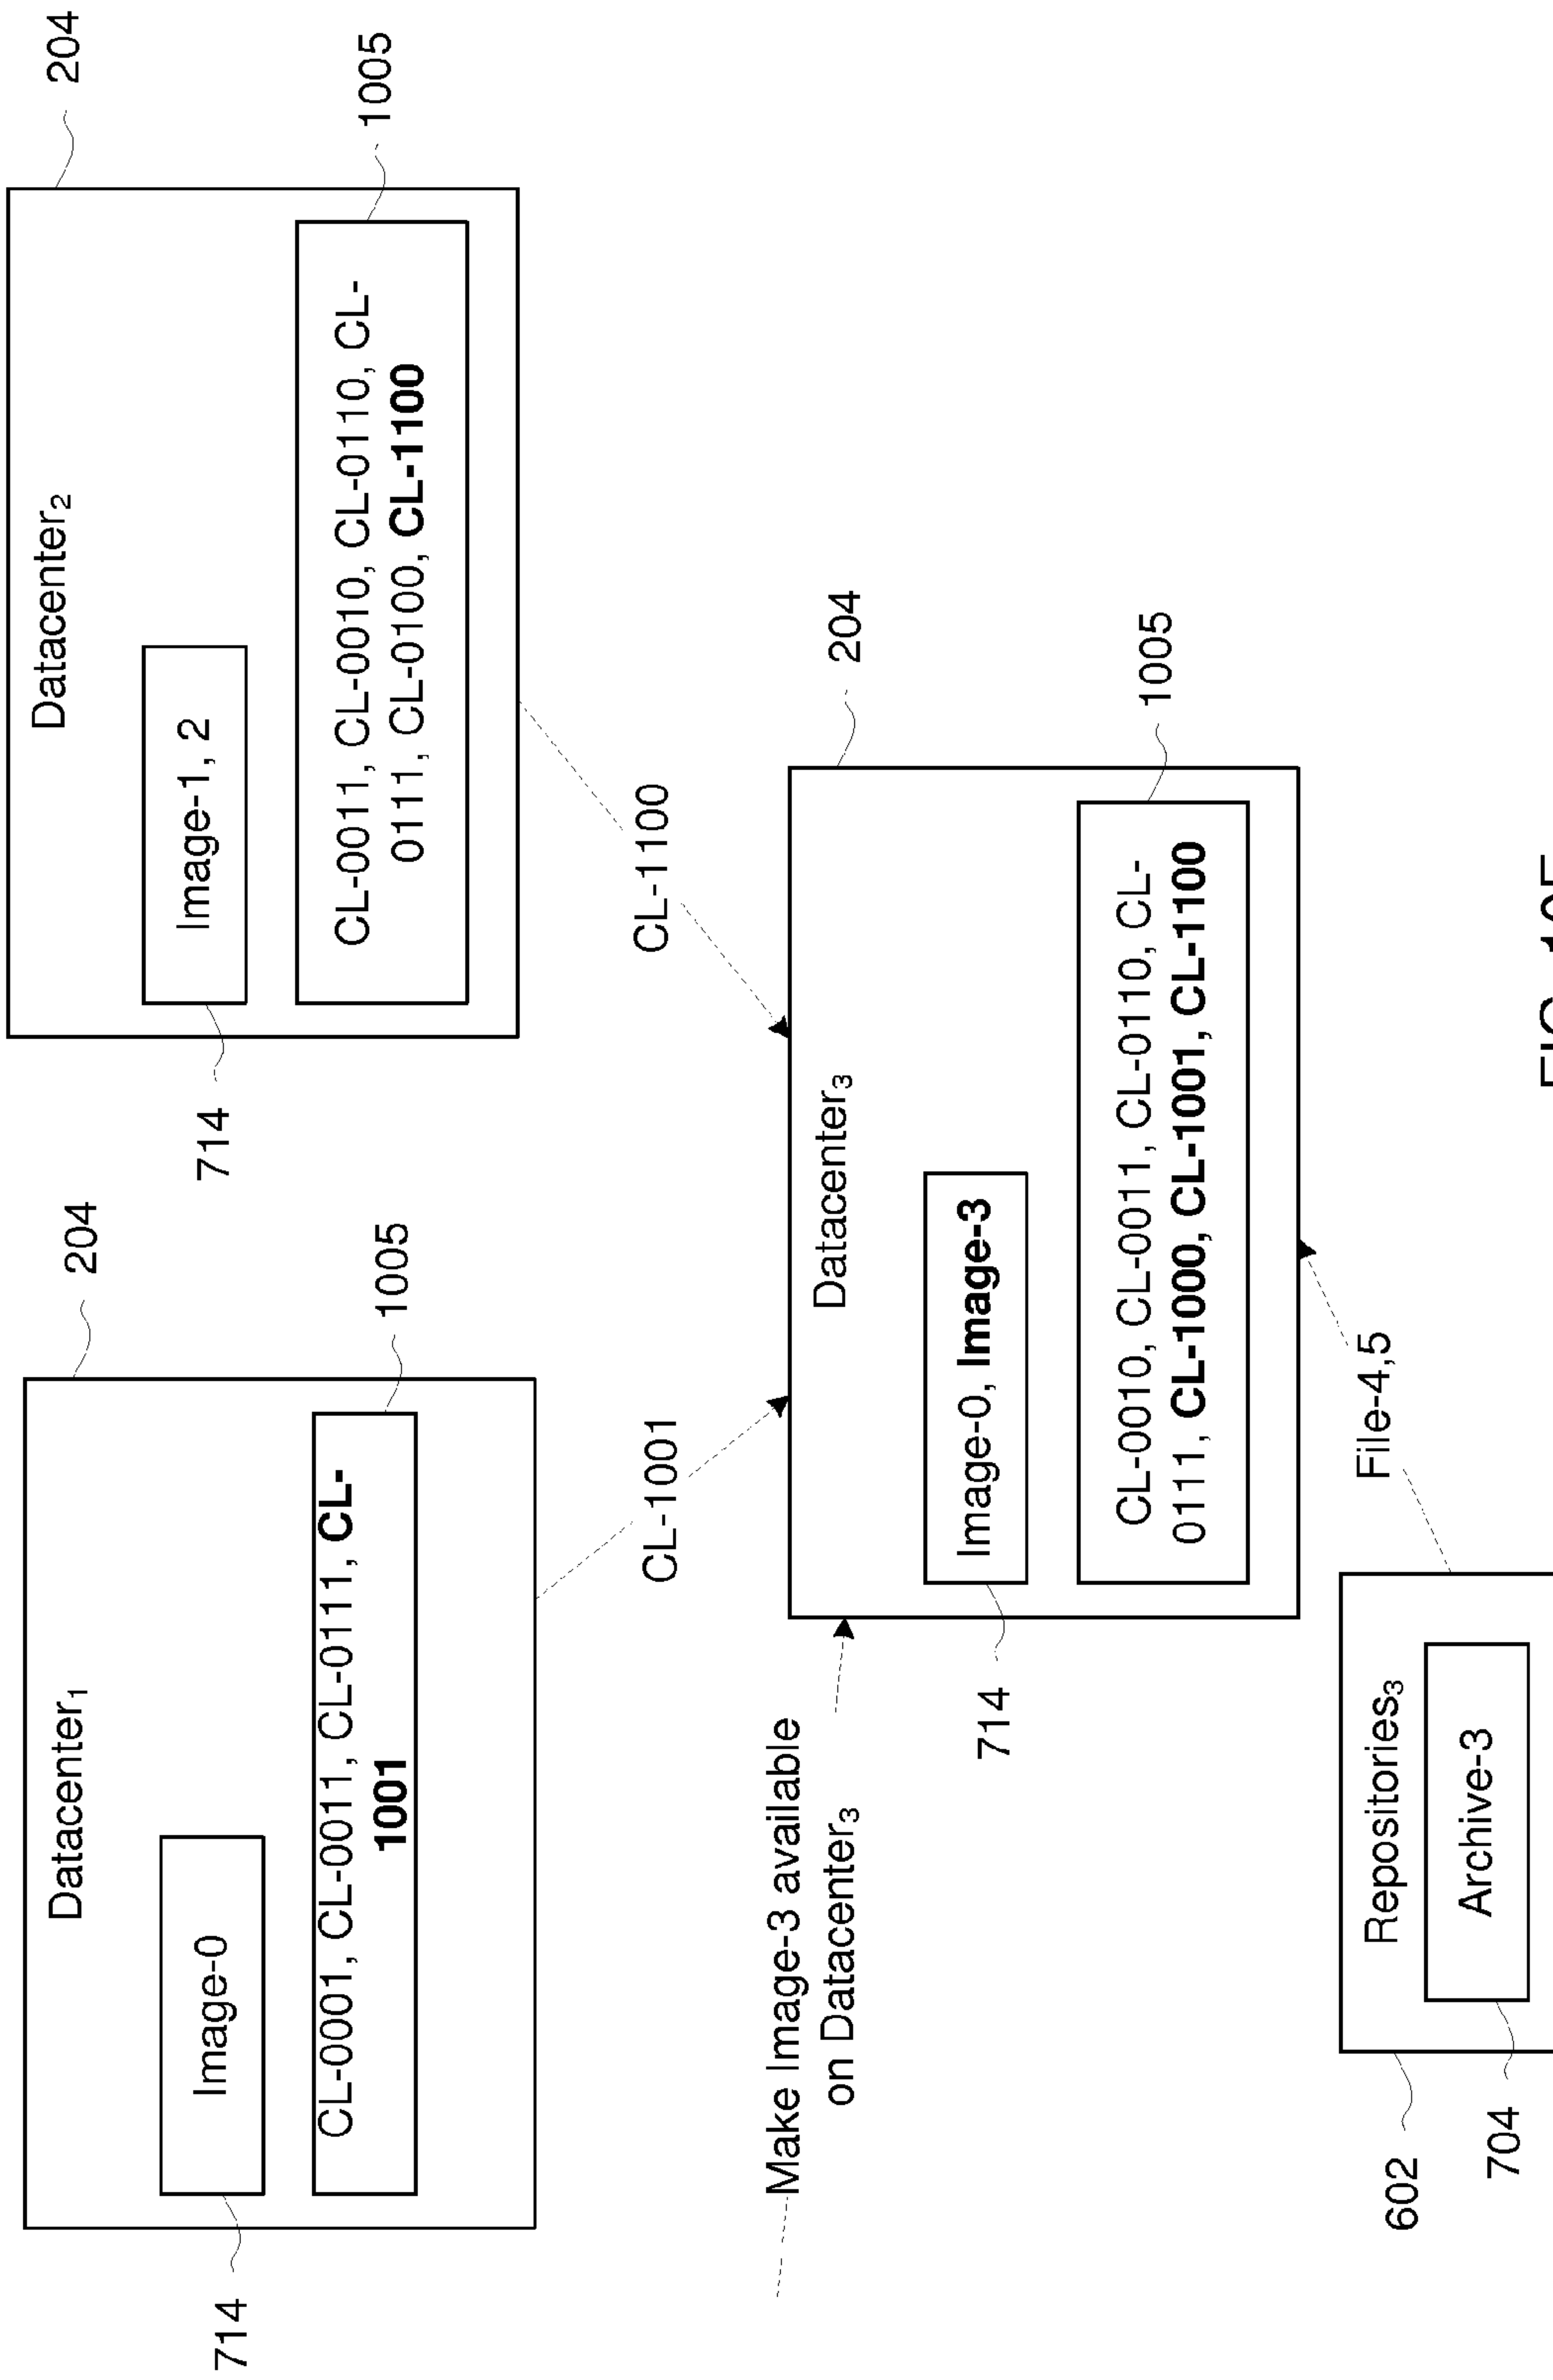 204
Datacenter₁
Image-0
714
CL-0001, CL-0011, CL-0111, CL-
1001
1005
204
Datacenter₂
Image-1, 2
714
CL-0011, CL-0010, CL-0110, CL-
0111, CL-0100, CL-1100
1005
CL-1001
CL-1100
Make Image-3 available
on Datacenter₃
204
Datacenter₃
Image-0, Image-3
714
CL-0010, CL-0011, CL-0110, CL-
0111, CL-1000, CL-1001, CL-1100
1005
File-4,5
602
Repositories₃
Archive-3
704